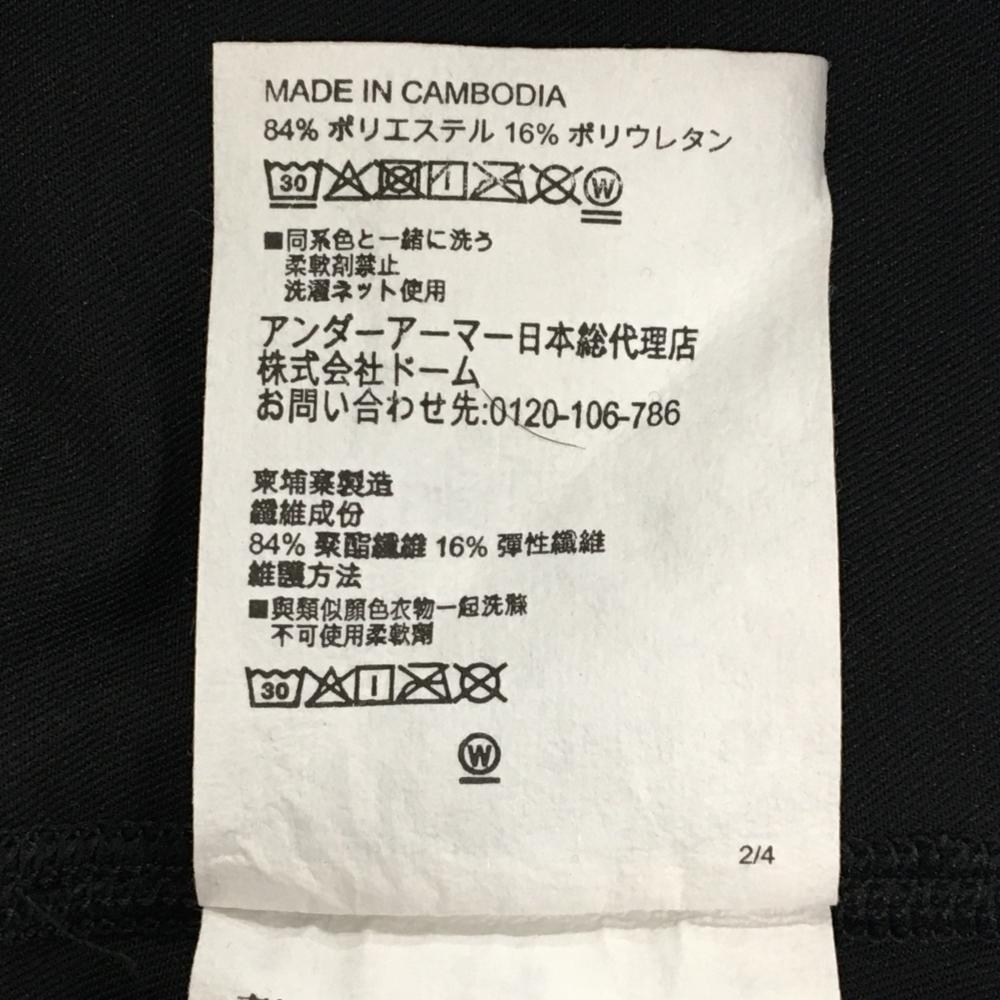 MADE IN CAMBODIA
84% ポリエステル 16% ポリウレタン
30 W
■同系色と一緒に洗う
柔軟剤禁止
洗濯ネット使用
アンダーアーマー日本総代理店
株式会社ドーム
お問い合わせ先:0120-106-786
柬埔寨製造
纖維成份
84% 聚酯纖維 16% 彈性纖維
維護方法
■與類似顏色衣物一起洗滌
不可使用柔軟劑
30
W
2/4